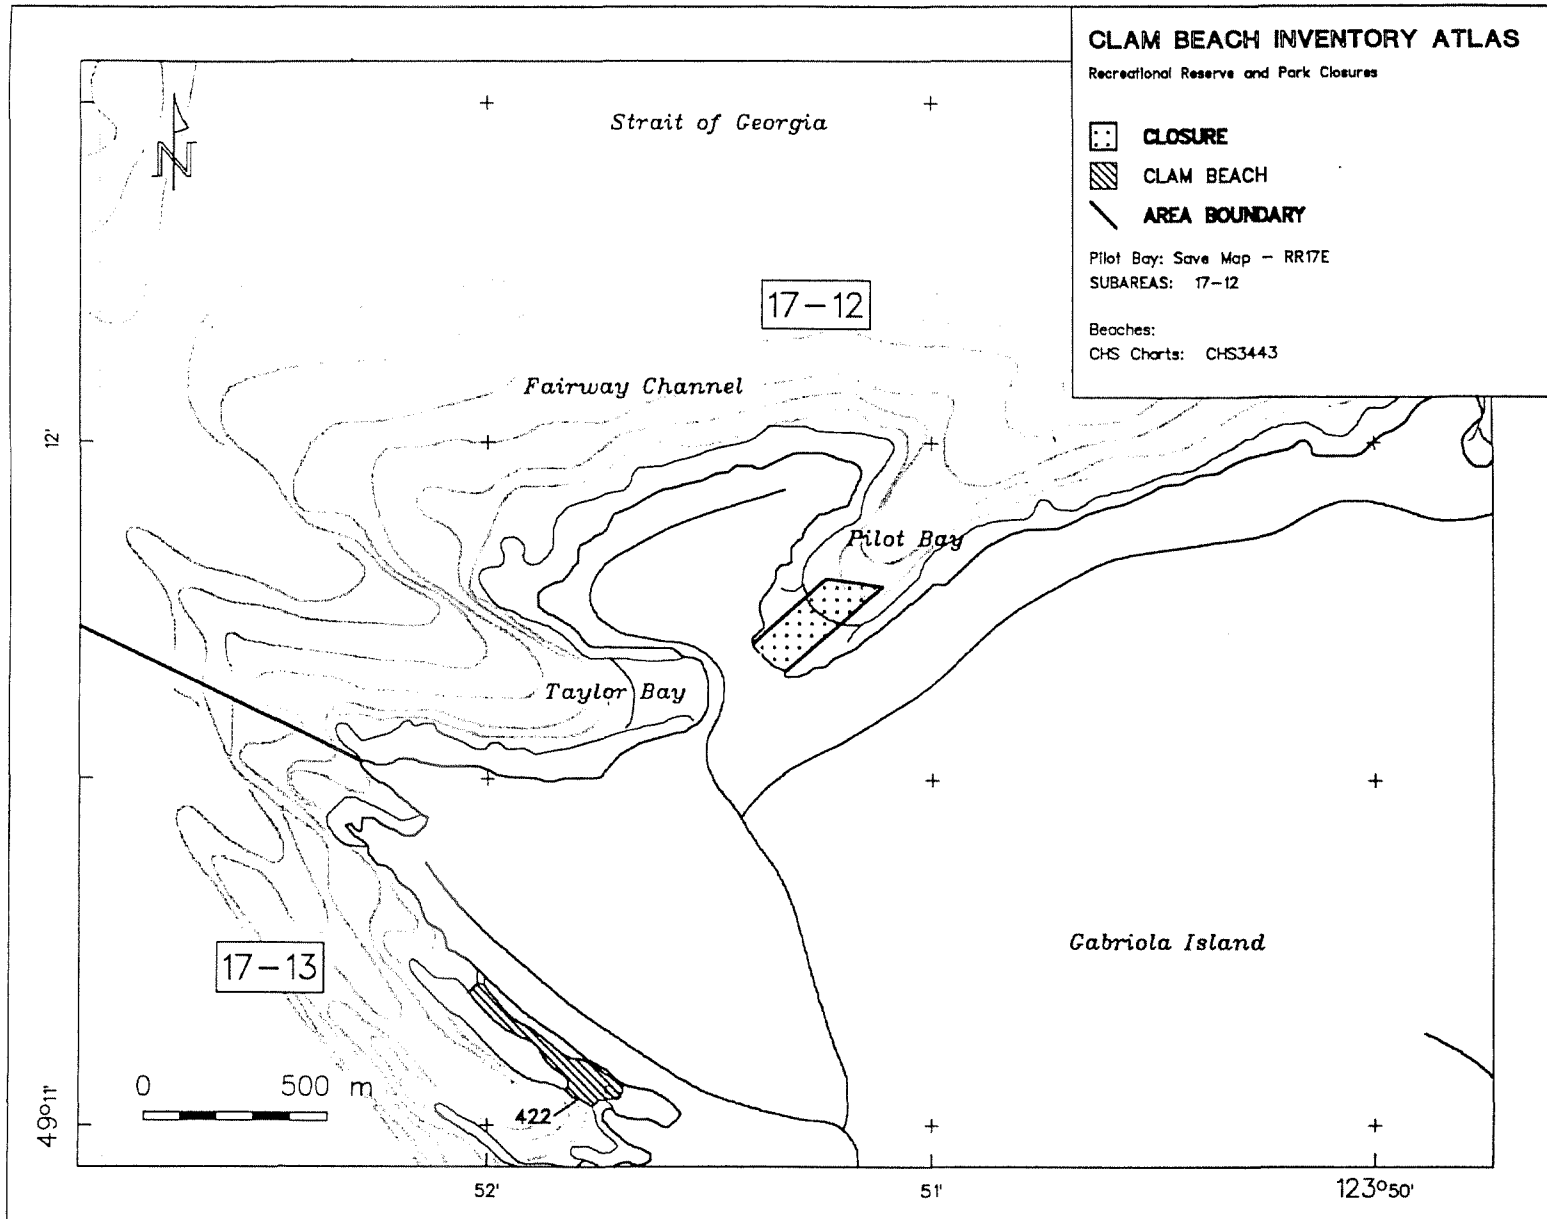 CLAM BEACH INVENTORY ATLAS
Recreational Reserve and Park Closures
CLOSURE
CLAM BEACH
AREA BOUNDARY
Pilot Bay: Save Map - RR17E
SUBAREAS: 17-12
Beaches:
CHS Charts: CHS3443
N
Strait of Georgia
17-12
Fairway Channel
12'
Pilot Bay
Taylor Bay
Gabriola Island
17-13
0 500 m
422
49°11'
52' 51' 123°50'